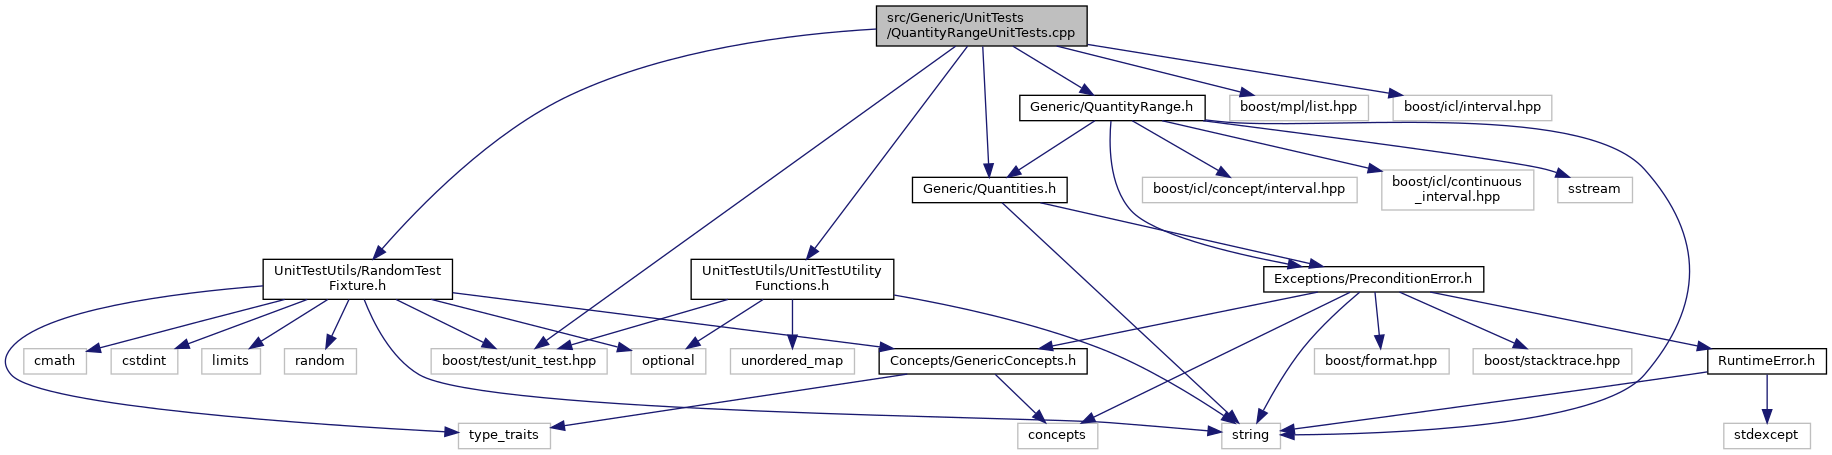 src/Generic/UnitTests
/QuantityRangeUnitTests.cpp
Generic/QuantityRange.h
boost/mpl/list.hpp
boost/icl/interval.hpp
Generic/Quantities.h
boost/icl/concept/interval.hpp
boost/icl/continuous
_interval.hpp
sstream
UnitTestUtils/RandomTest
Fixture.h
UnitTestUtils/UnitTestUtility
Functions.h
Exceptions/PreconditionError.h
cmath
cstdint
limits
random
boost/test/unit_test.hpp
optional
unordered_map
Concepts/GenericConcepts.h
boost/format.hpp
boost/stacktrace.hpp
RuntimeError.h
type_traits
concepts
string
stdexcept